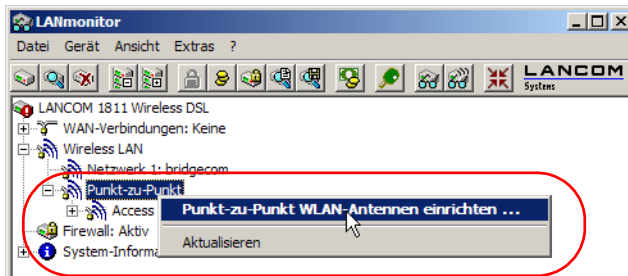 LANmonitor
Datei Gerät Ansicht Extras ?
LANCOM
Systems
LANCOM 1811 Wireless DSL
WAN-Verbindungen: Keine
Wireless LAN
Netzwerk 1: bridgecom
Punkt-zu-Punkt
Access
Punkt-zu-Punkt WLAN-Antennen einrichten ...
Firewall: Aktiv
Aktualisieren
System-Informa